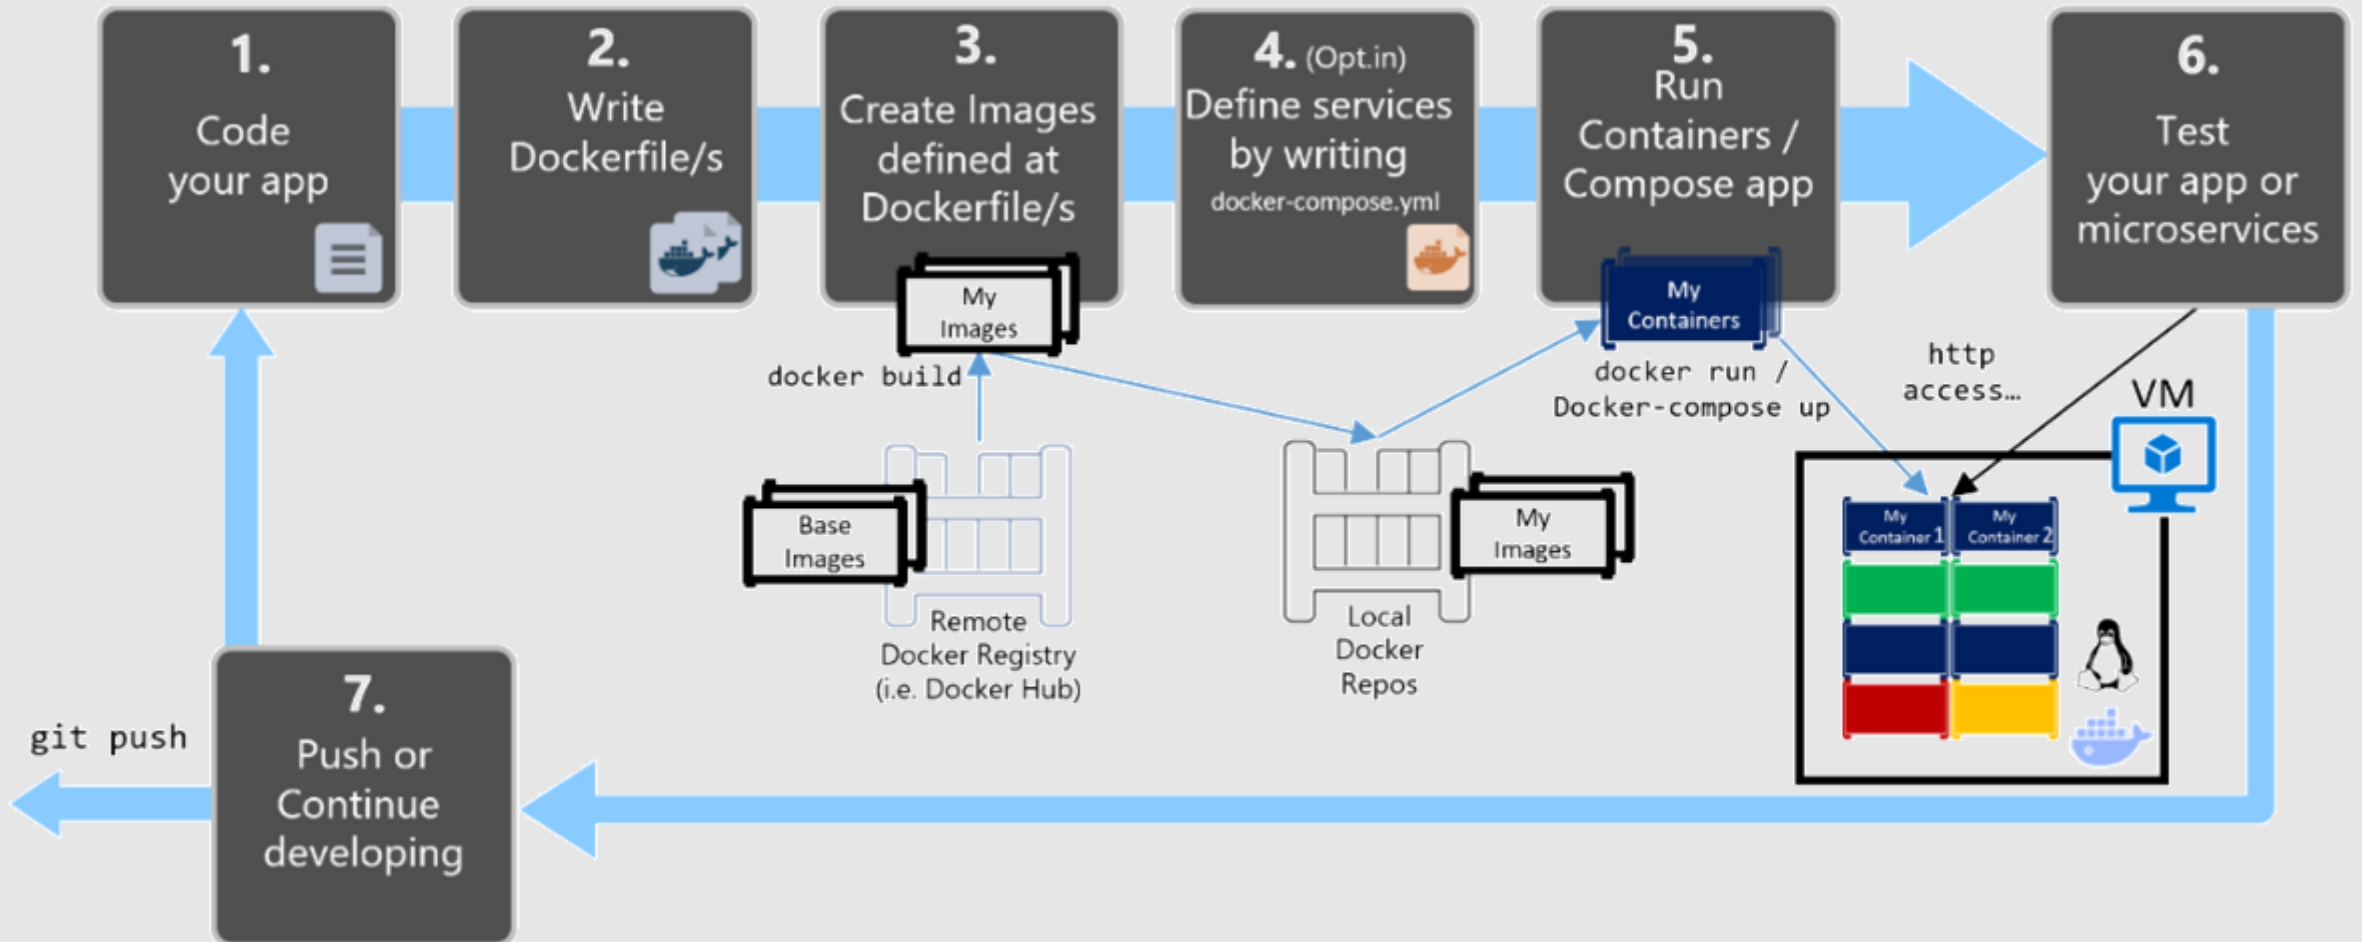 1.
Code
your app
2.
Write
Dockerfile/s
3.
Create Images
defined at
Dockerfile/s
My
Images
4. (Opt.in)
Define services
by writing
docker-compose.yml
5.
Run
Containers /
Compose app
My
Containers
6.
Test
your app or
microservices
docker build
docker run /
Docker-compose up
http
access…
VM
Base
Images
Remote
Docker Registry
(i.e. Docker Hub)
My
Images
Local
Docker
Repos
My
Container 1
My
Container 2
7.
Push or
Continue
developing
git push